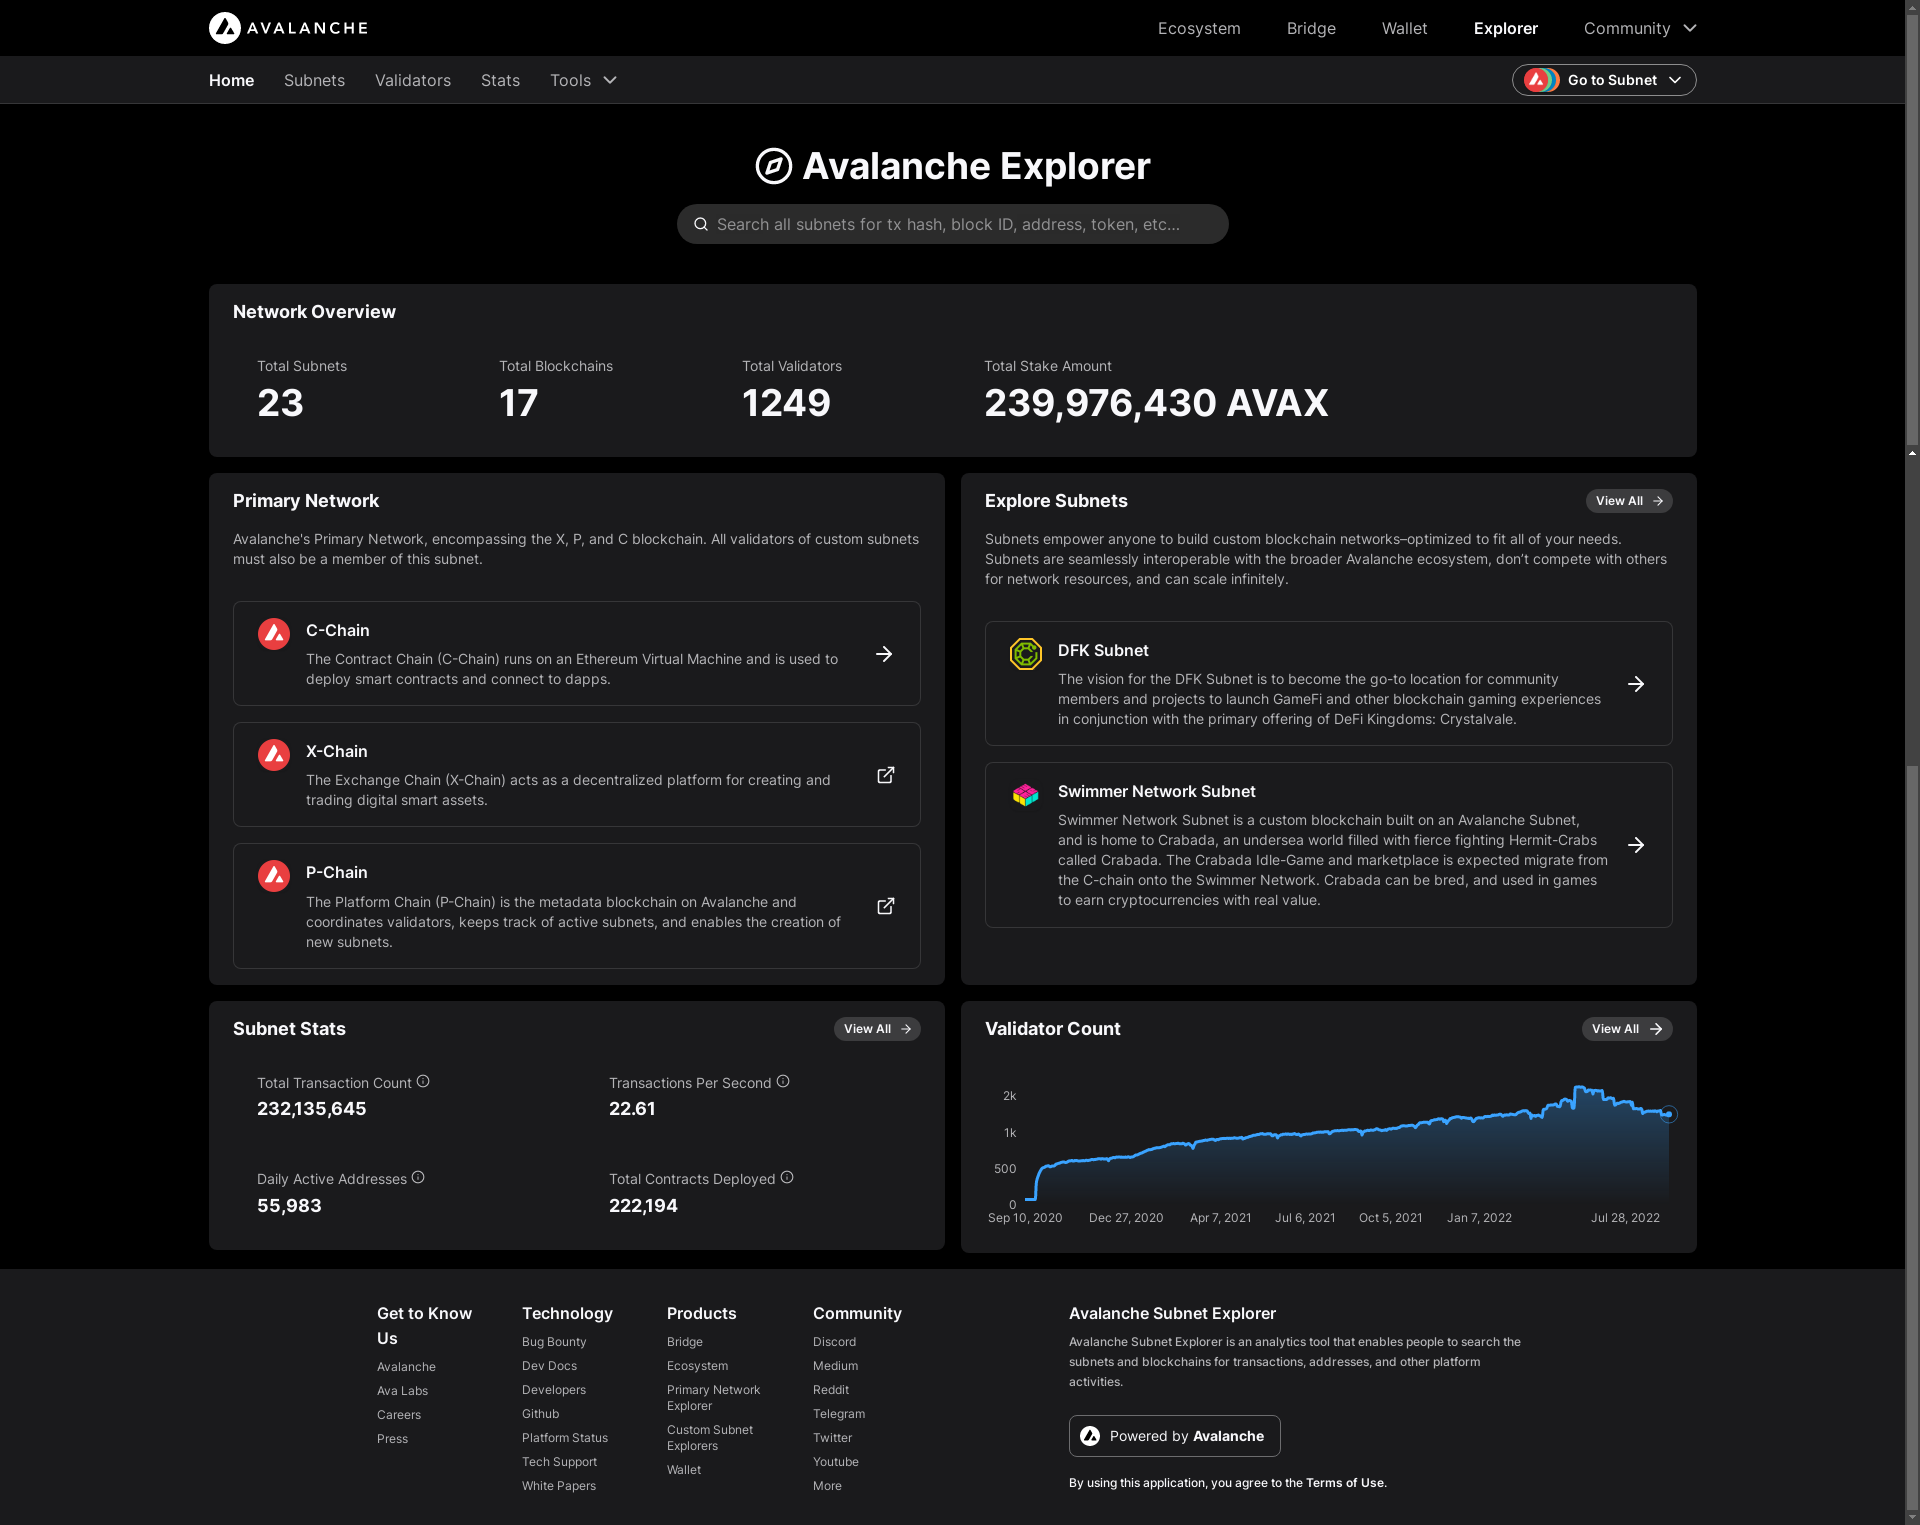 AVALANCHE
Ecosystem
Bridge
Wallet
Explorer
Community
Home
Subnets
Validators
Stats
Tools
Go to Subnet
Avalanche Explorer
Search all subnets for tx hash, block ID, address, token, etc...
Network Overview
Total Subnets
23
Total Blockchains
17
Total Validators
1249
Total Stake Amount
239,976,430 AVAX
Primary Network
Avalanche's Primary Network, encompassing the X, P, and C blockchain. All validators of custom subnets
must also be a member of this subnet.
C-Chain
The Contract Chain (C-Chain) runs on an Ethereum Virtual Machine and is used to
deploy smart contracts and connect to dapps.
X-Chain
The Exchange Chain (X-Chain) acts as a decentralized platform for creating and
trading digital smart assets.
P-Chain
The Platform Chain (P-Chain) is the metadata blockchain on Avalanche and
coordinates validators, keeps track of active subnets, and enables the creation of
new subnets.
Explore Subnets
View All
Subnets empower anyone to build custom blockchain networks–optimized to fit all of your needs.
Subnets are seamlessly interoperable with the broader Avalanche ecosystem, don’t compete with others
for network resources, and can scale infinitely.
DFK Subnet
The vision for the DFK Subnet is to become the go-to location for community
members and projects to launch GameFi and other blockchain gaming experiences
in conjunction with the primary offering of DeFi Kingdoms: Crystalvale.
Swimmer Network Subnet
Swimmer Network Subnet is a custom blockchain built on an Avalanche Subnet,
and is home to Crabada, an undersea world filled with fierce fighting Hermit-Crabs
called Crabada. The Crabada Idle-Game and marketplace is expected migrate from
the C-chain onto the Swimmer Network. Crabada can be bred, and used in games
to earn cryptocurrencies with real value.
Subnet Stats
View All
Total Transaction Count
232,135,645
Transactions Per Second
22.61
Daily Active Addresses
55,983
Total Contracts Deployed
222,194
Validator Count
View All
2k
1k
500
0
Sep 10, 2020
Dec 27, 2020
Apr 7, 2021
Jul 6, 2021
Oct 5, 2021
Jan 7, 2022
Jul 28, 2022
Get to Know
Us
Avalanche
Ava Labs
Careers
Press
Technology
Bug Bounty
Dev Docs
Developers
Github
Platform Status
Tech Support
White Papers
Products
Bridge
Ecosystem
Primary Network
Explorer
Custom Subnet
Explorers
Wallet
Community
Discord
Medium
Reddit
Telegram
Twitter
Youtube
More
Avalanche Subnet Explorer
Avalanche Subnet Explorer is an analytics tool that enables people to search the
subnets and blockchains for transactions, addresses, and other platform
activities.
Powered by Avalanche
By using this application, you agree to the Terms of Use.